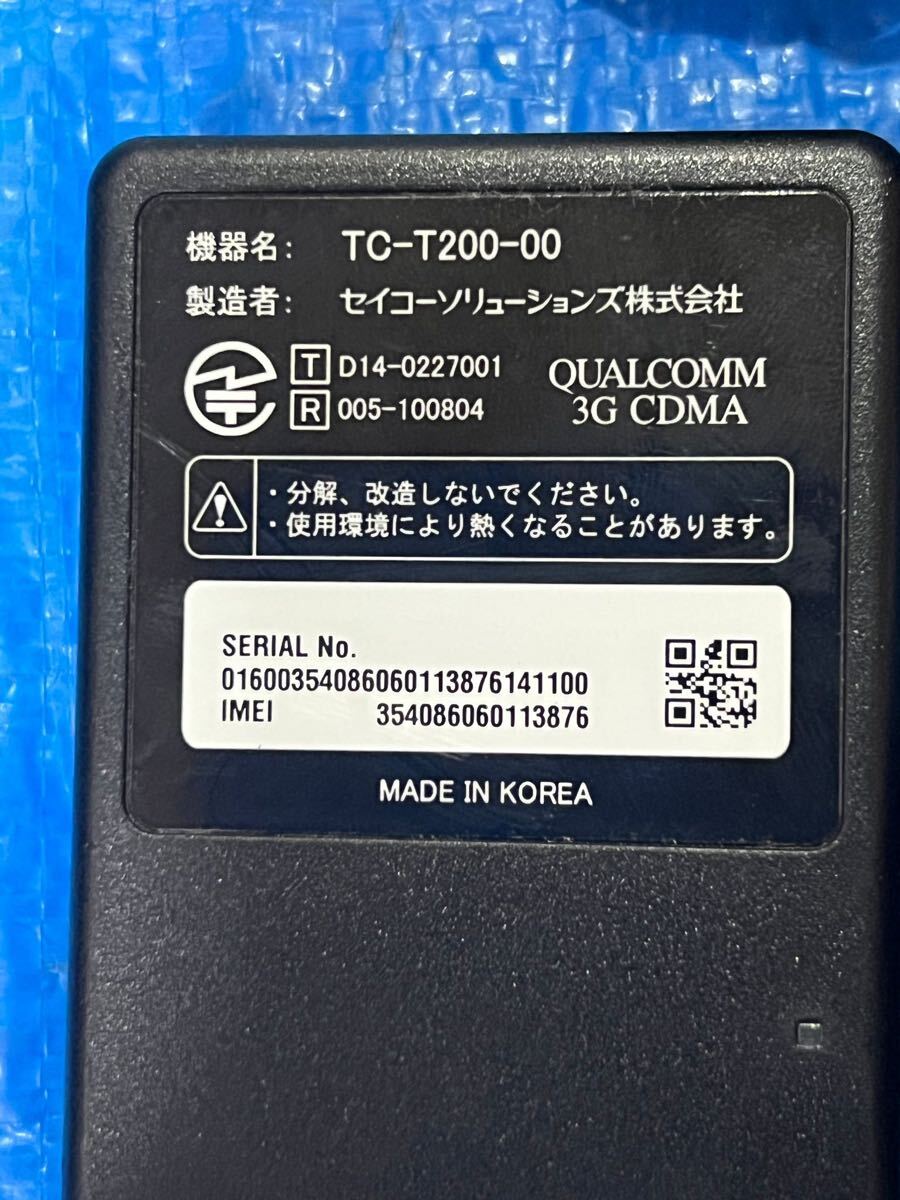 機器名: TC-T200-00
製造者: セイコーソリューションズ株式会社
T D14-0227001
R 005-100804
QUALCOMM
3G CDMA
・分解、改造しないでください。
・使用環境により熱くなることがあります。
SERIAL No.
01600354086060113876141100
IMEI 354086060113876
MADE IN KOREA